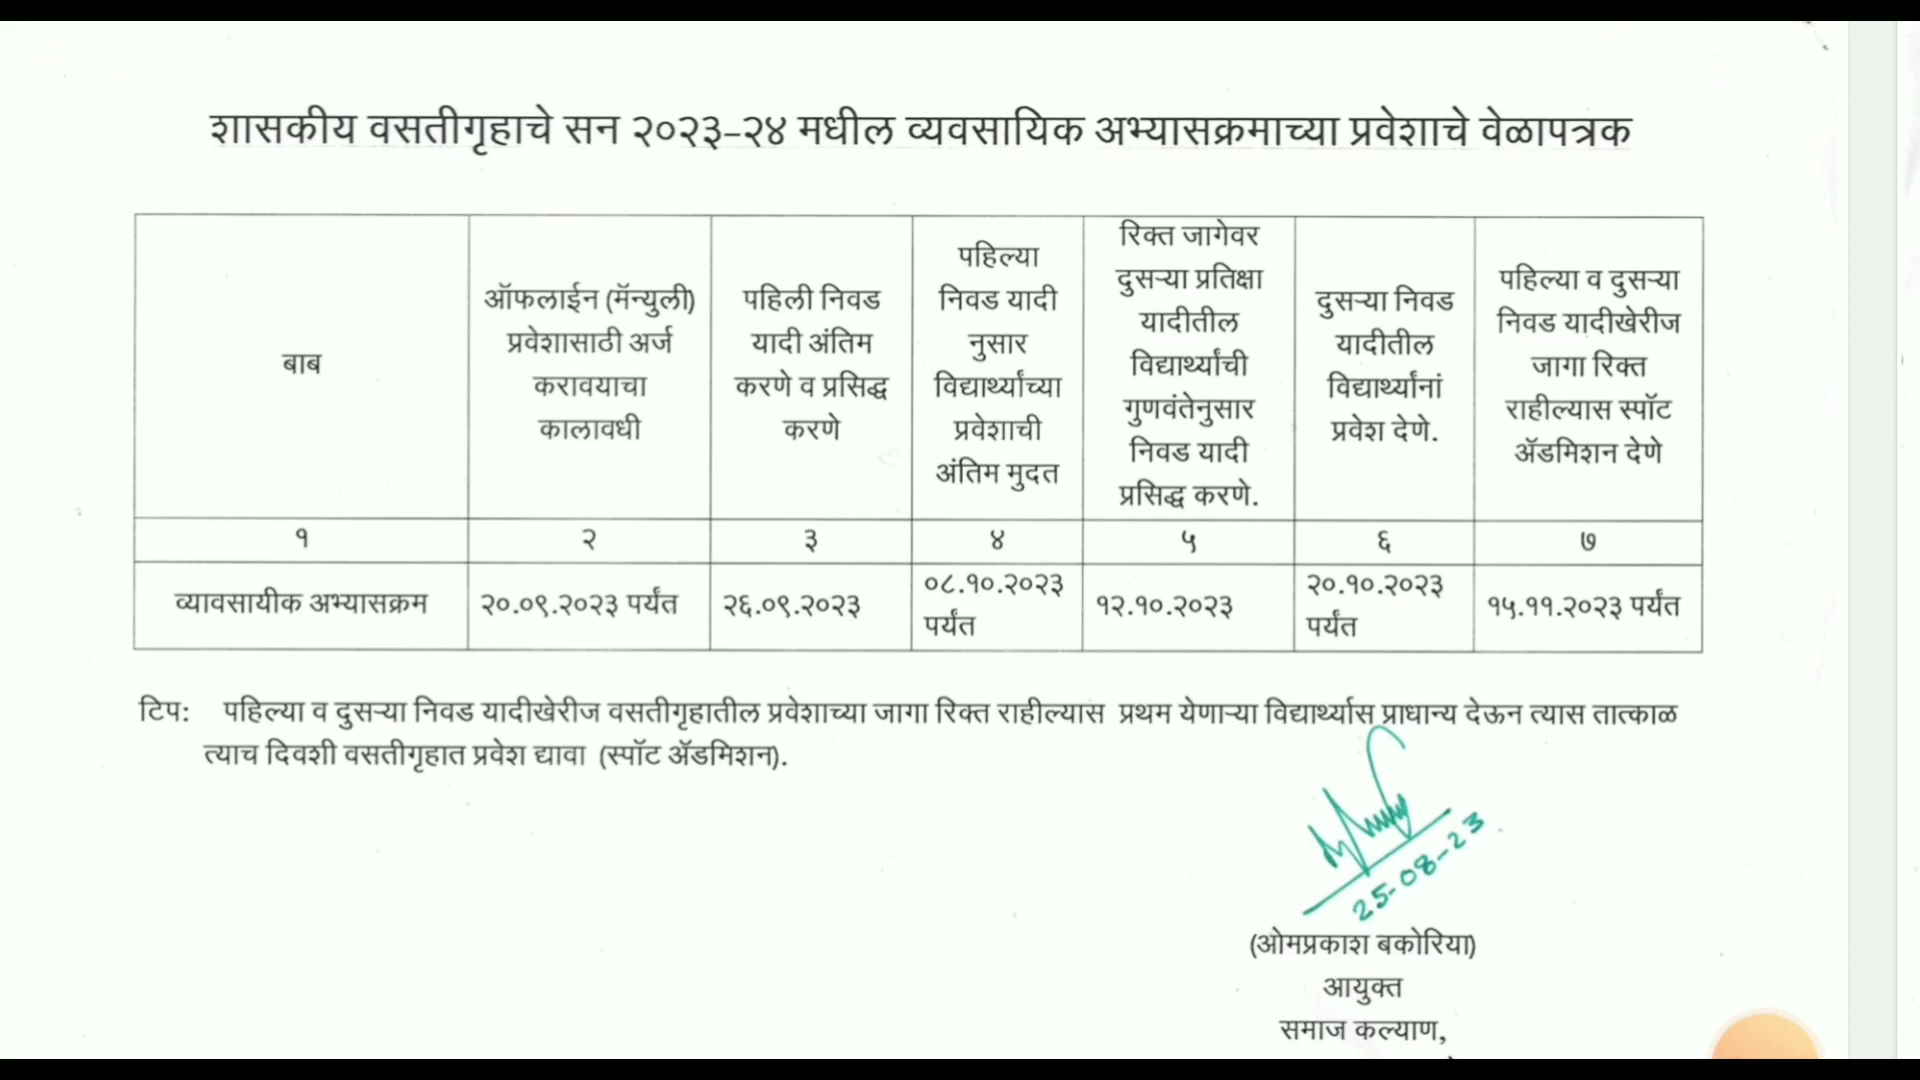 शासकीय वसतीगृहाचे सन २०२३–२४ मधील व्यवसायिक अभ्यासक्रमाच्या प्रवेशाचे वेळापत्रक
बाब
ऑफलाईन (मॅन्युली)
प्रवेशासाठी अर्ज
करावयाचा
कालावधी
पहिली निवड
यादी अंतिम
करणे व प्रसिद्ध
करणे
पहिल्या
निवड यादी
नुसार
विद्यार्थ्यांच्या
प्रवेशाची
अंतिम मुदत
रिक्त जागेवर
दुसऱ्या प्रतिक्षा
यादीतील
विद्यार्थ्यांची
गुणवंतेनुसार
निवड यादी
प्रसिद्ध करणे.
दुसऱ्या निवड
यादीतील
विद्यार्थ्यांनां
प्रवेश देणे.
पहिल्या व दुसऱ्या
निवड यादीखेरीज
जागा रिक्त
राहील्यास स्पॉट
ॲडमिशन देणे
१ २ ३ ४ ५ ६ ७
व्यावसायीक अभ्यासक्रम
२०.०९.२०२३ पर्यंत
२६.०९.२०२३
०८.१०.२०२३
पर्यंत
१२.१०.२०२३
२०.१०.२०२३
पर्यंत
१५.११.२०२३ पर्यंत
टिप: पहिल्या व दुसऱ्या निवड यादीखेरीज वसतीगृहातील प्रवेशाच्या जागा रिक्त राहील्यास प्रथम येणाऱ्या विद्यार्थ्यास प्राधान्य देऊन त्यास तात्काळ
त्याच दिवशी वसतीगृहात प्रवेश द्यावा (स्पॉट ॲडमिशन).
25-08-23
(ओमप्रकाश बकोरिया)
आयुक्त
समाज कल्याण,